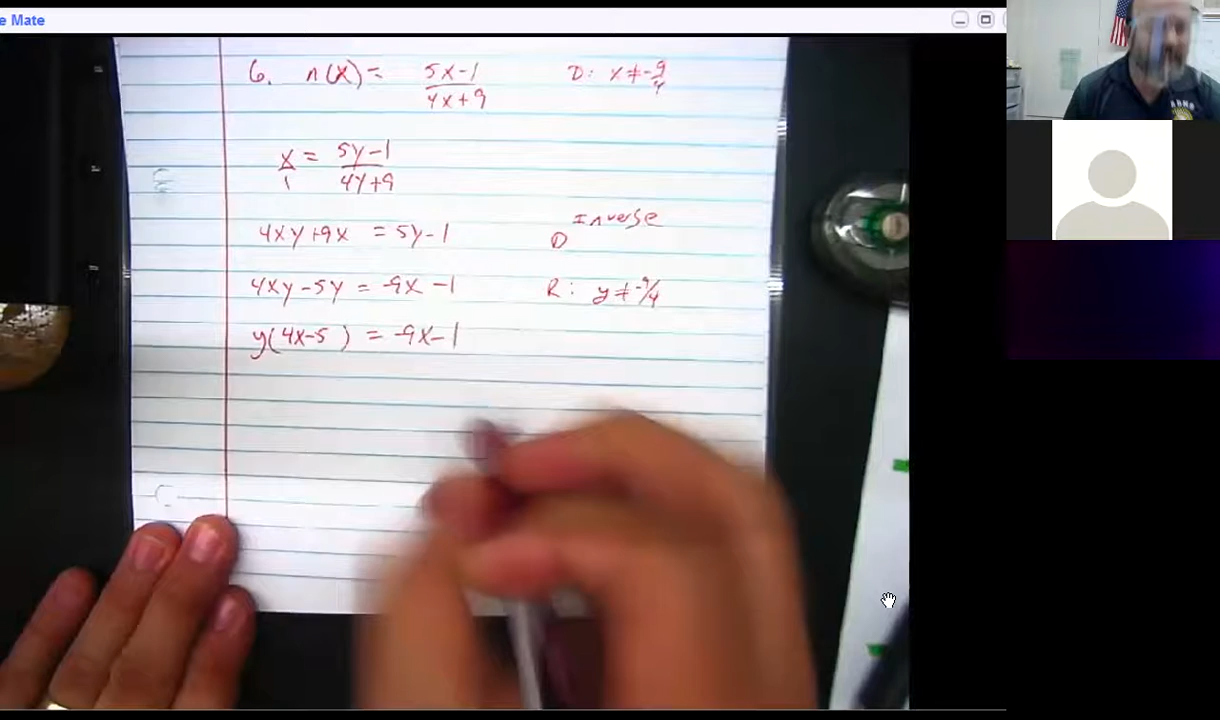 e Mate
6. n(x) = 5x-1 / 4x+9 D: x ≠ -9/4
x/1 = 5y-1 / 4y+9
4xy+9x = 5y-1
Inverse
D
4xy-5y = -9x-1 R: y ≠ -9/4
y(4x-5) = -9x-1